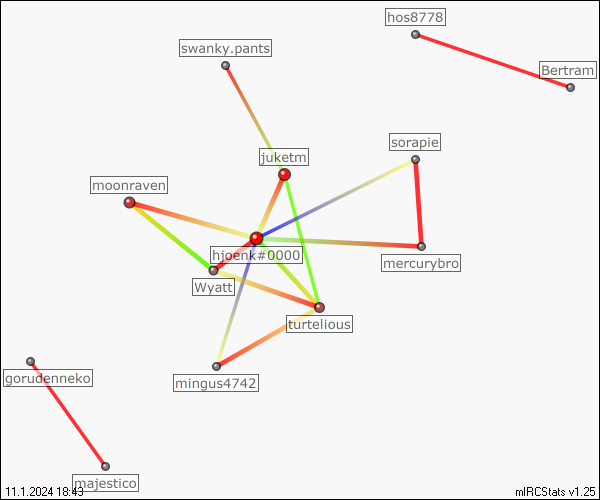 hos8778
swanky.pants
Bertram
sorapie
juketm
moonraven
hjoenk#0000
mercurybro
Wyatt
turtelious
gorudenneko
mingus4742
majestico
11.1.2024 18:43
mIRCStats v1.25